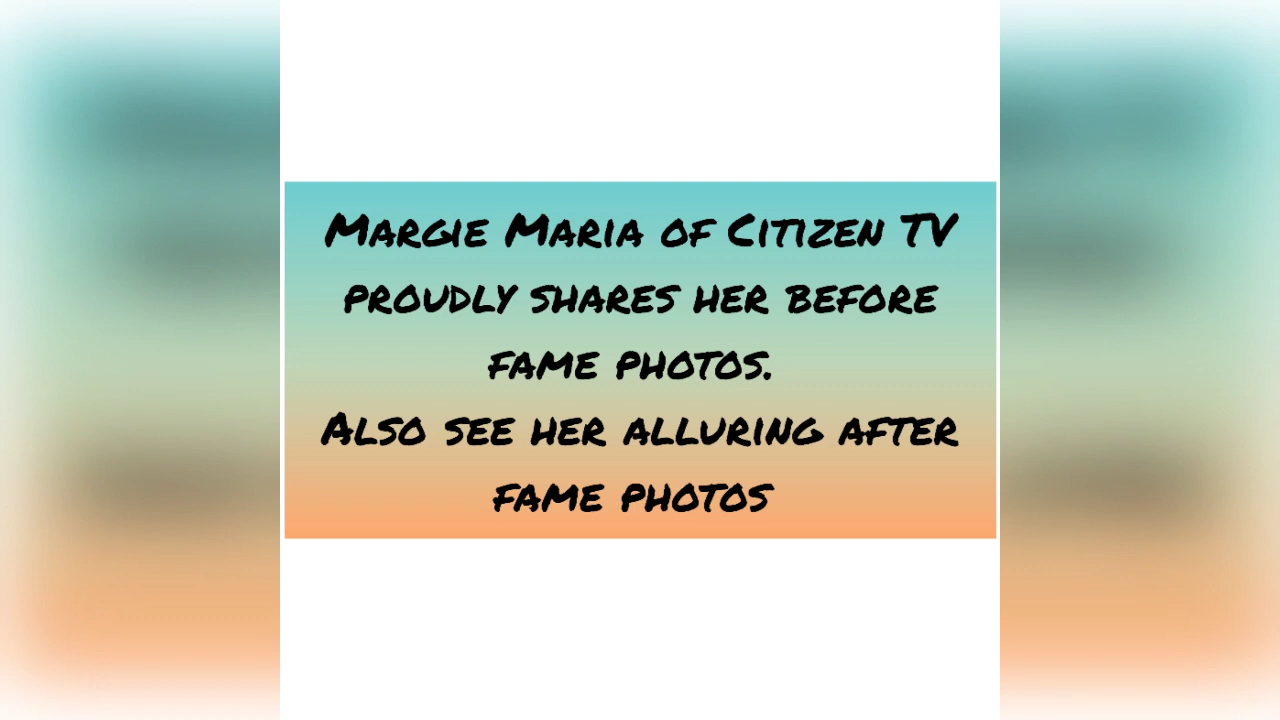 Margie Maria of Citizen TV
proudly shares her before
fame photos.
Also see her alluring after
fame photos